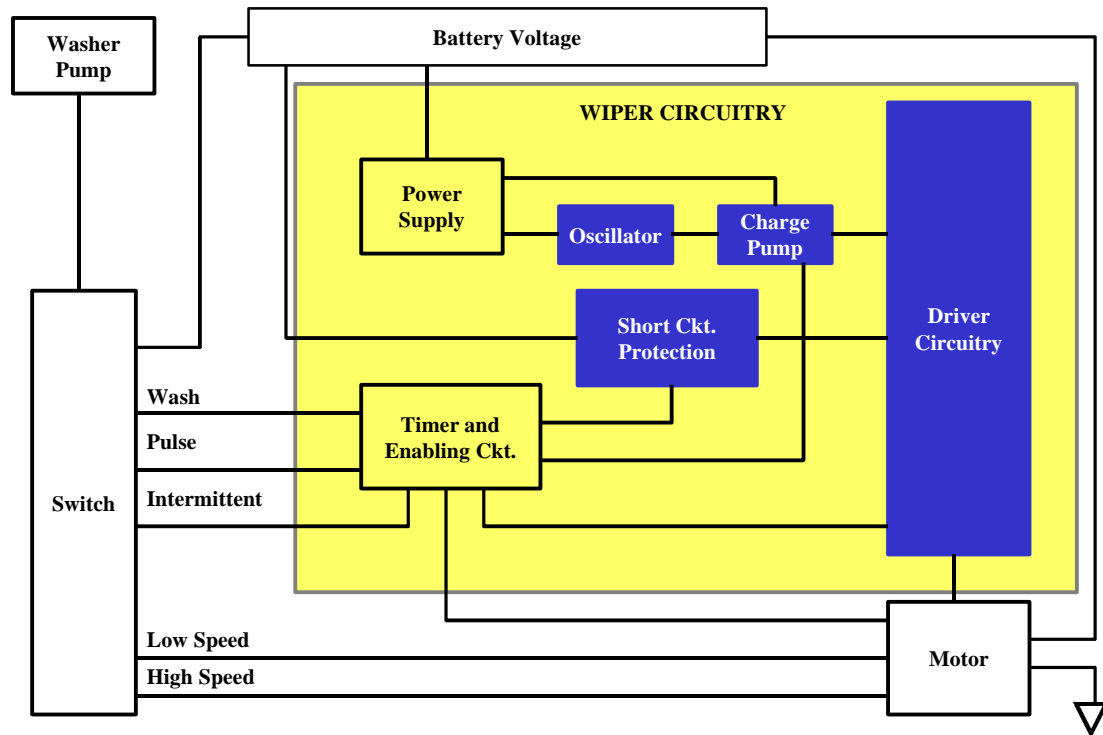 Washer
Pump
Battery Voltage
WIPER CIRCUITRY
Power
Supply
Oscillator
Charge
Pump
Short Ckt.
Protection
Driver
Circuitry
Wash
Pulse
Intermittent
Timer and
Enabling Ckt.
Switch
Low Speed
High Speed
Motor